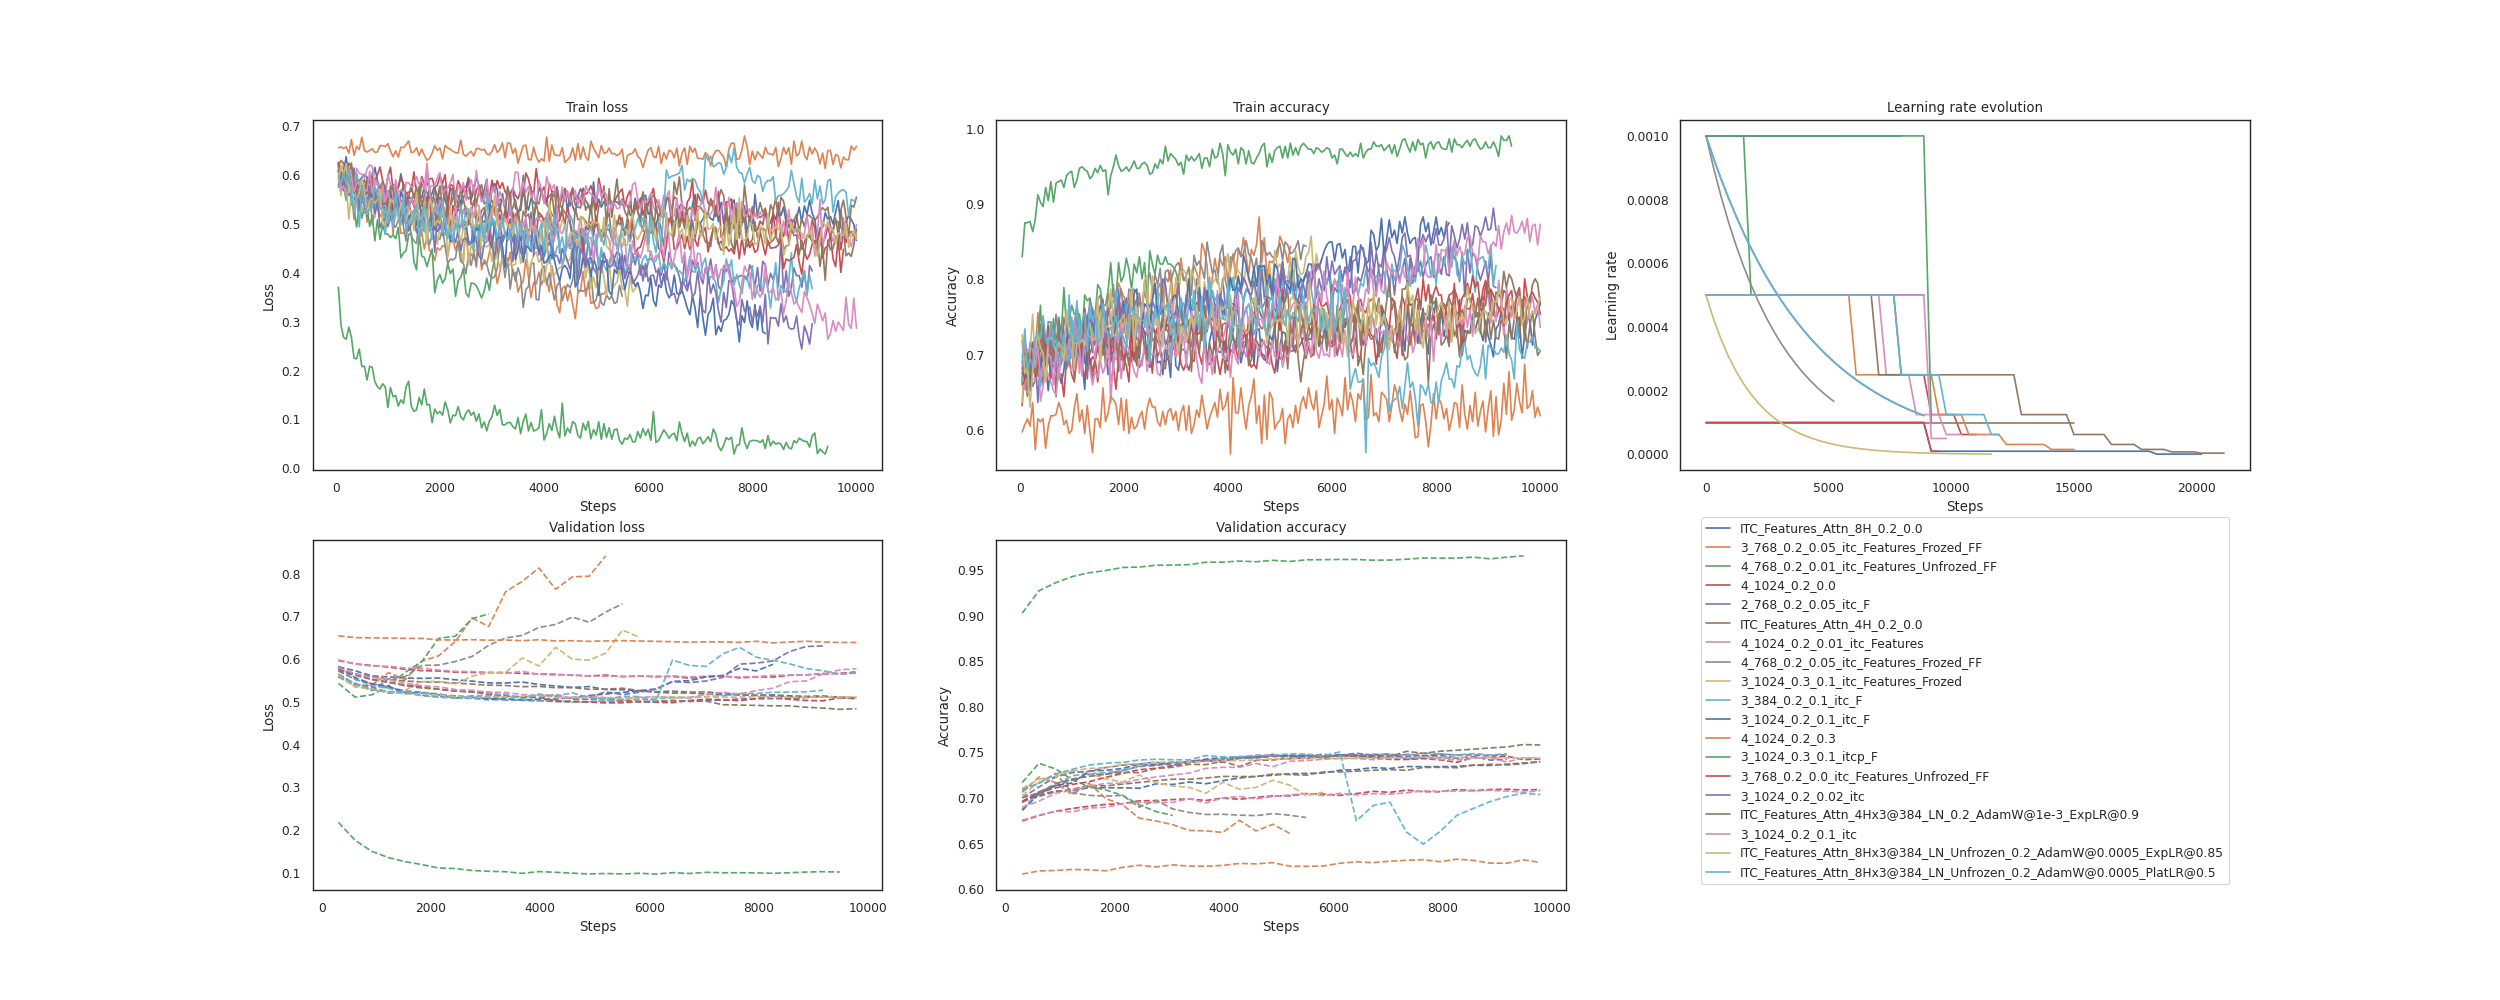 Train loss
Train accuracy
Learning rate evolution
0.7
0.6
0.5
0.4
0.3
0.2
0.1
0.0
Loss
0 2000 4000 6000 8000 10000
Steps
1.0
0.9
0.8
0.7
0.6
Accuracy
0 2000 4000 6000 8000 10000
Steps
0.0010
0.0008
0.0006
0.0004
0.0002
0.0000
Learning rate
0 5000 10000 15000 20000
Steps
Validation loss
0.8
0.7
0.6
0.5
0.4
0.3
0.2
0.1
Loss
0 2000 4000 6000 8000 10000
Steps
Validation accuracy
0.95
0.90
0.85
0.80
0.75
0.70
0.65
0.60
Accuracy
0 2000 4000 6000 8000 10000
Steps
ITC_Features_Attn_8H_0.2_0.0
3_768_0.2_0.05_itc_Features_Frozed_FF
4_768_0.2_0.01_itc_Features_Unfrozed_FF
4_1024_0.2_0.0
2_768_0.2_0.05_itc_F
ITC_Features_Attn_4H_0.2_0.0
4_1024_0.2_0.01_itc_Features
4_768_0.2_0.05_itc_Features_Frozed_FF
3_1024_0.3_0.1_itc_Features_Frozed
3_384_0.2_0.1_itc_F
3_1024_0.2_0.1_itc_F
4_1024_0.2_0.3
3_1024_0.3_0.1_itcp_F
3_768_0.2_0.0_itc_Features_Unfrozed_FF
3_1024_0.2_0.02_itc
ITC_Features_Attn_4Hx3@384_LN_0.2_AdamW@1e-3_ExpLR@0.9
3_1024_0.2_0.1_itc
ITC_Features_Attn_8Hx3@384_LN_Unfrozen_0.2_AdamW@0.0005_ExpLR@0.85
ITC_Features_Attn_8Hx3@384_LN_Unfrozen_0.2_AdamW@0.0005_PlatLR@0.5